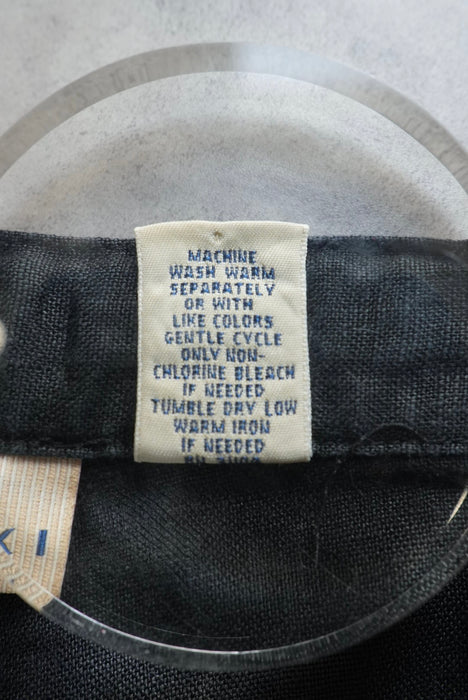 MACHINE
WASH WARM
SEPARATELY
OR WITH
LIKE COLORS
GENTLE CYCLE
ONLY NON-
CHLORINE BLEACH
IF NEEDED
TUMBLE DRY LOW
WARM IRON
IF NEEDED
KI